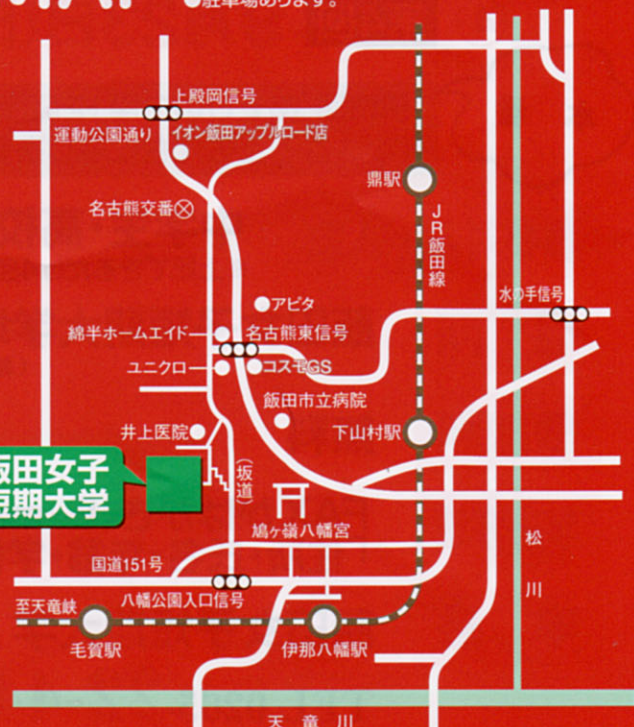 ●駐車場あります。
上殿岡信号
運動公園通り
イオン飯田アップルロード店
鼎駅
名古熊交番
JR飯田線
水の手信号
アピタ
綿半ホームエイド
名古熊東信号
ユニクロ
コスモGS
飯田市立病院
井上医院
下山村駅
飯田女子
短期大学
(坂道)
鳩ヶ嶺八幡宮
松川
国道151号
至天竜峡
八幡公園入口信号
毛賀駅
伊那八幡駅
天竜川